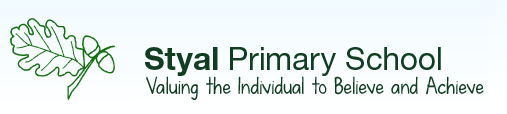 Styal Primary School
Valuing the Individual to Believe and Achieve